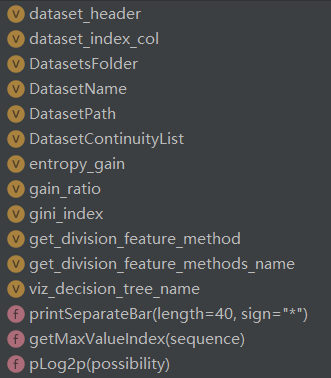 v dataset_header
v dataset_index_col
v DatasetsFolder
v DatasetName
v DatasetPath
v DatasetContinuityList
v entropy_gain
v gain_ratio
v gini_index
v get_division_feature_method
v get_division_feature_methods_name
v viz_decision_tree_name
f printSeparateBar(length=40, sign="*")
f getMaxValueIndex(sequence)
f pLog2p(possibility)